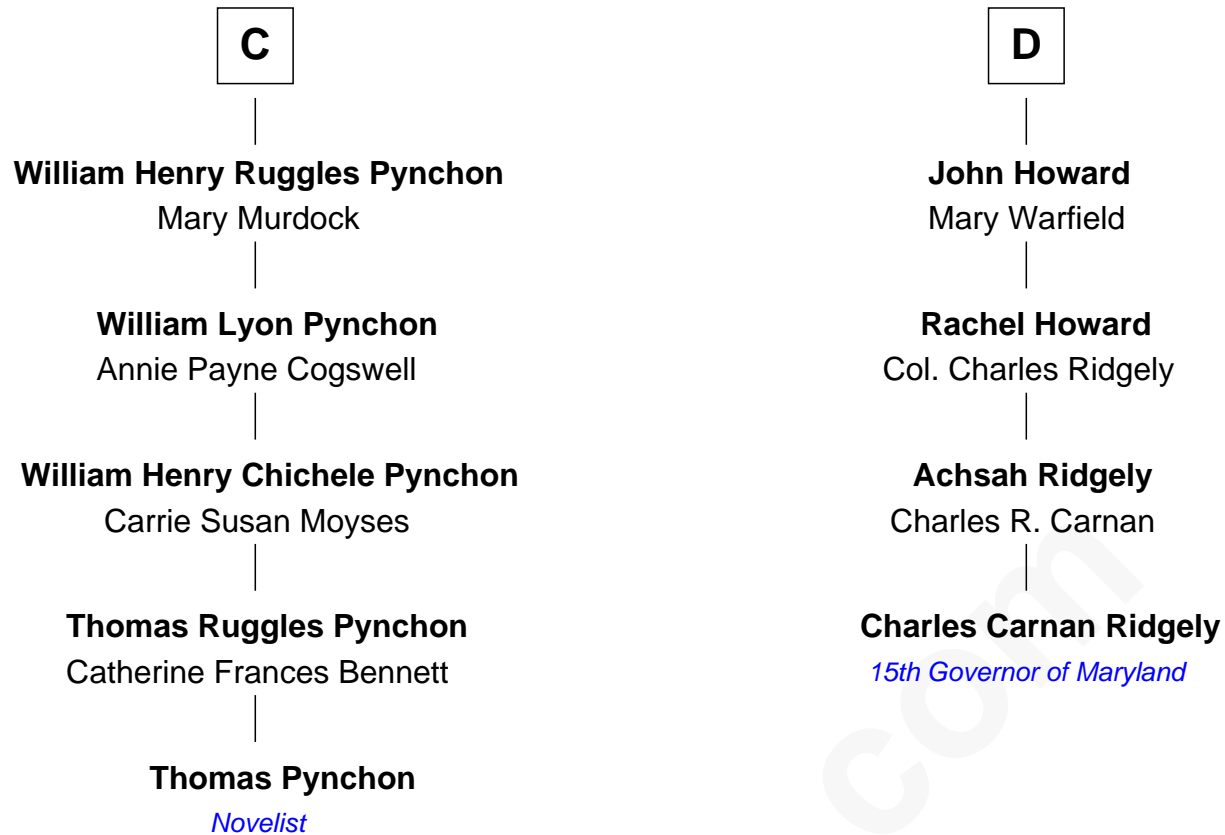 C
William Henry Ruggles Pynchon
Mary Murdock
William Lyon Pynchon
Annie Payne Cogswell
William Henry Chichele Pynchon
Carrie Susan Moyses
Thomas Ruggles Pynchon
Catherine Frances Bennett
Thomas Pynchon
Novelist
D
John Howard
Mary Warfield
Rachel Howard
Col. Charles Ridgely
Achsah Ridgely
Charles R. Carnan
Charles Carnan Ridgely
15th Governor of Maryland
com